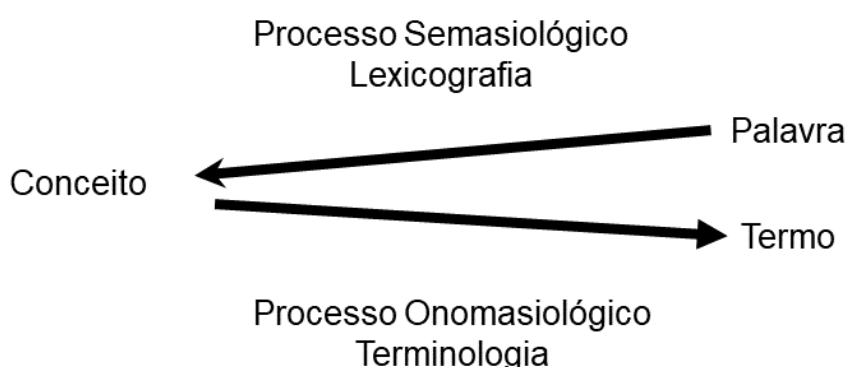 Processo Semasiológico
Lexicografia
Palavra
Conceito
Termo
Processo Onomasiológico
Terminologia